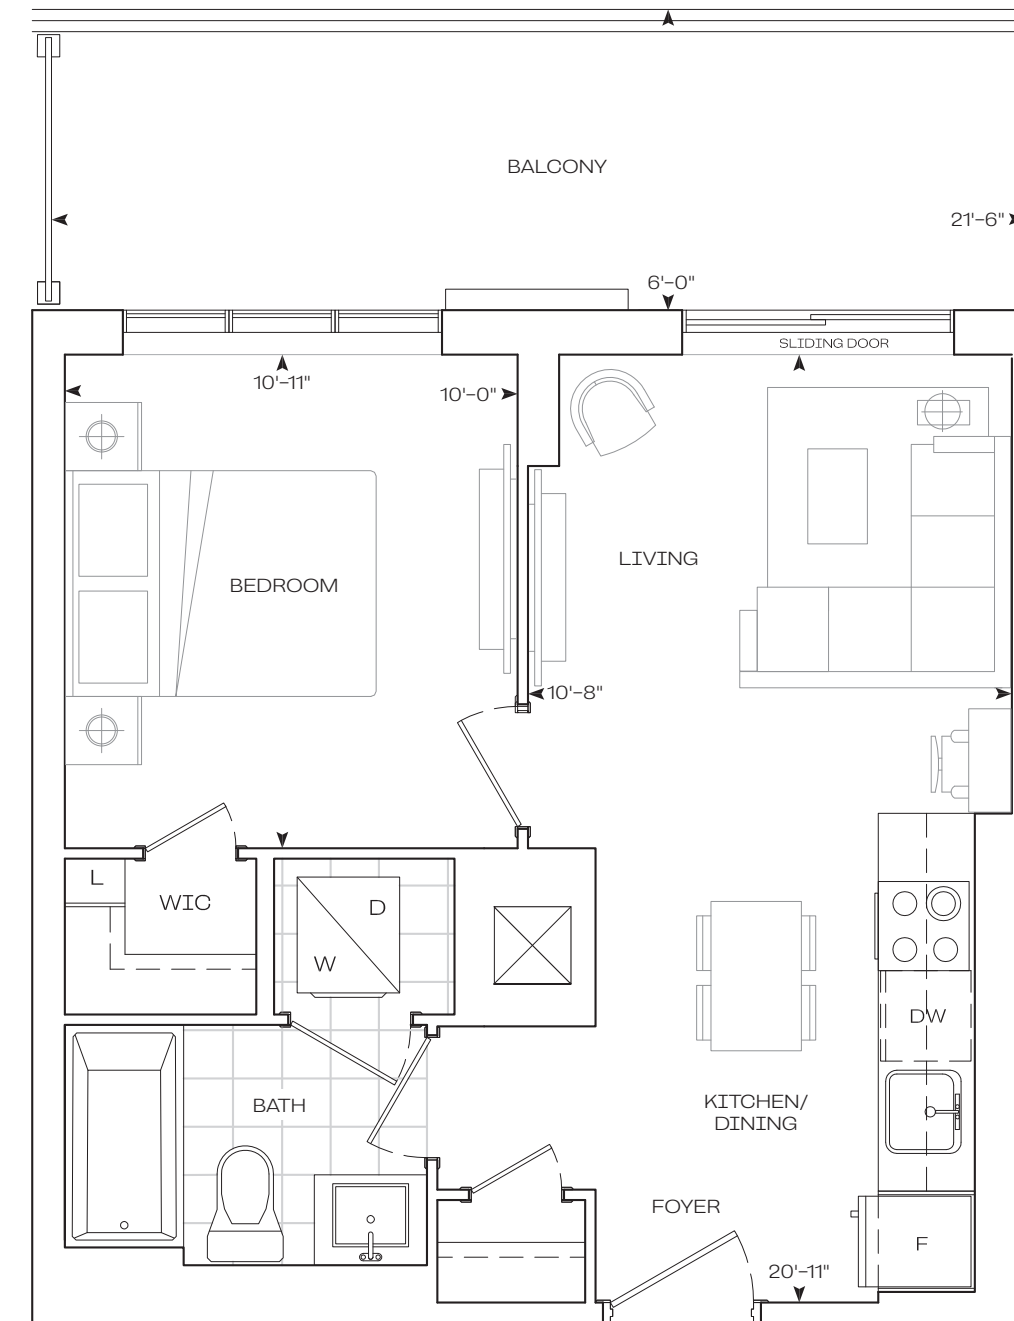 BALCONY
21'-6"
6'-0"
SLIDING DOOR
10'-11"
10'-0"
LIVING
BEDROOM
10'-8"
L
WIC
D
W
DW
BATH
KITCHEN/
DINING
FOYER
F
20'-11"